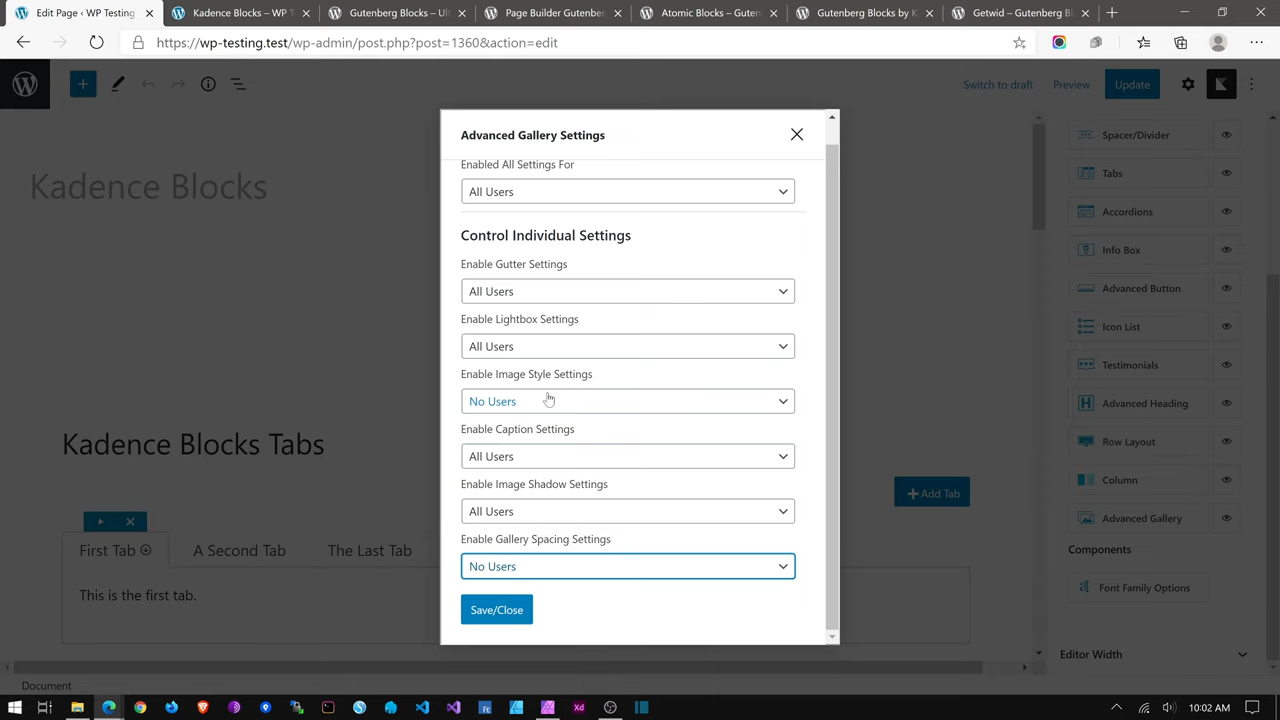 Edit Page ‹ WP Testing
Kadence Blocks – WP T
Gutenberg Blocks – Ul
Page Builder Gutenber
Atomic Blocks – Guten
Gutenberg Blocks by K
Getwid – Gutenberg Bl
https://wp-testing.test/wp-admin/post.php?post=1360&action=edit
Switch to draft
Preview
Update
Advanced Gallery Settings
Enabled All Settings For
All Users
Control Individual Settings
Enable Gutter Settings
All Users
Enable Lightbox Settings
All Users
Enable Image Style Settings
No Users
Enable Caption Settings
All Users
Enable Image Shadow Settings
All Users
Enable Gallery Spacing Settings
No Users
Save/Close
Kadence Blocks
Kadence Blocks Tabs
Add Tab
First Tab
A Second Tab
The Last Tab
This is the first tab.
Spacer/Divider
Tabs
Accordions
Info Box
Advanced Button
Icon List
Testimonials
Advanced Heading
Row Layout
Column
Advanced Gallery
Components
Font Family Options
Editor Width
Document
10:02 AM